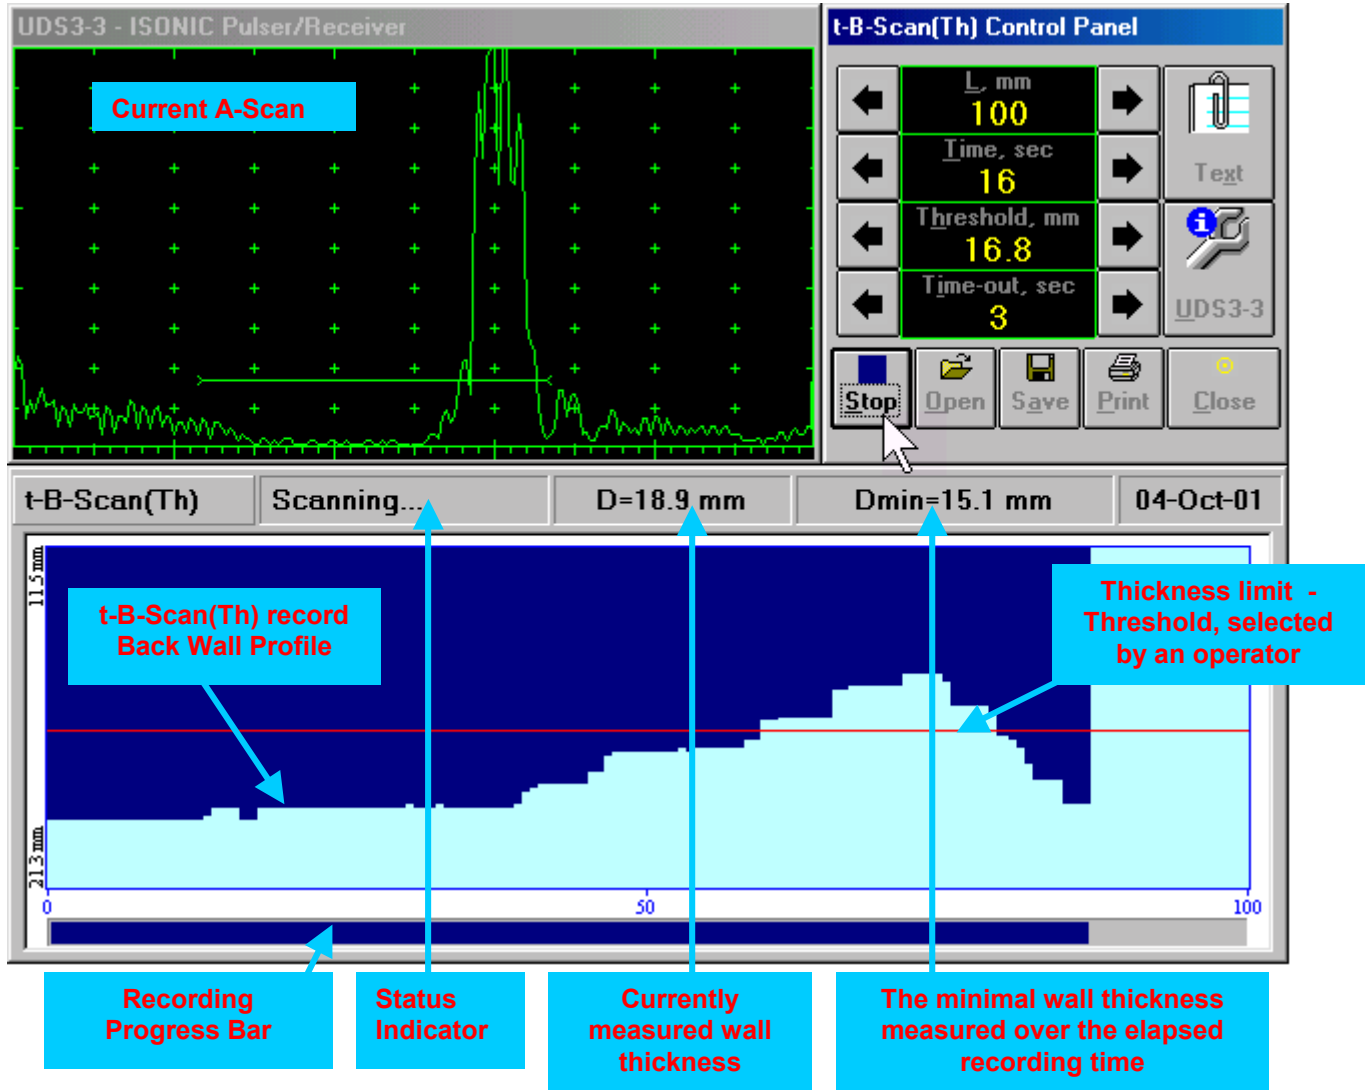 UDS3-3 - ISONIC Pulser/Receiver
Current A-Scan
t-B-Scan(Th) Control Panel
L, mm
100
Time, sec
16
Threshold, mm
16.8
Time-out, sec
3
Text
UDS3-3
Stop
Open
Save
Print
Close
t-B-Scan(Th)
Scanning...
D=18.9 mm
Dmin=15.1 mm
04-Oct-01
11.5 mm
21.3 mm
t-B-Scan(Th) record
Back Wall Profile
Thickness limit -
Threshold, selected
by an operator
0
50
100
Recording
Progress Bar
Status
Indicator
Currently
measured wall
thickness
The minimal wall thickness
measured over the elapsed
recording time